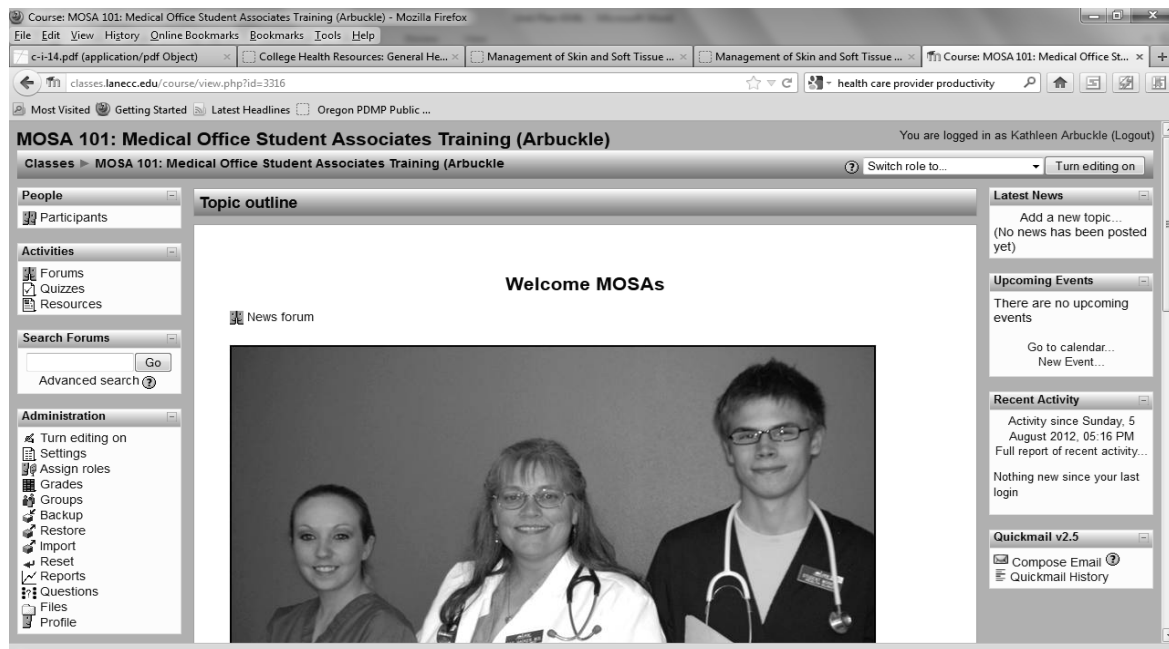 Course: MOSA 101: Medical Office Student Associates Training (Arbuckle) - Mozilla Firefox
File Edit View History Online Bookmarks Bookmarks Tools Help
c-i-14.pdf (application/pdf Object) × College Health Resources: General He... × Management of Skin and Soft Tissue ... × Management of Skin and Soft Tissue ... × Course: MOSA 101: Medical Office St... × +
classes.lanecc.edu/course/view.php?id=3316 health care provider productivity
Most Visited Getting Started Latest Headlines Oregon PDMP Public ...
MOSA 101: Medical Office Student Associates Training (Arbuckle)
You are logged in as Kathleen Arbuckle (Logout)
Classes ► MOSA 101: Medical Office Student Associates Training (Arbuckle
Switch role to... Turn editing on
People
Participants
Activities
Forums
Quizzes
Resources
Search Forums
Go
Advanced search
Administration
Turn editing on
Settings
Assign roles
Grades
Groups
Backup
Restore
Import
Reset
Reports
Questions
Files
Profile
Topic outline
Welcome MOSAs
News forum
Latest News
Add a new topic...
(No news has been posted
yet)
Upcoming Events
There are no upcoming
events
Go to calendar...
New Event...
Recent Activity
Activity since Sunday, 5
August 2012, 05:16 PM
Full report of recent activity...
Nothing new since your last
login
Quickmail v2.5
Compose Email
Quickmail History